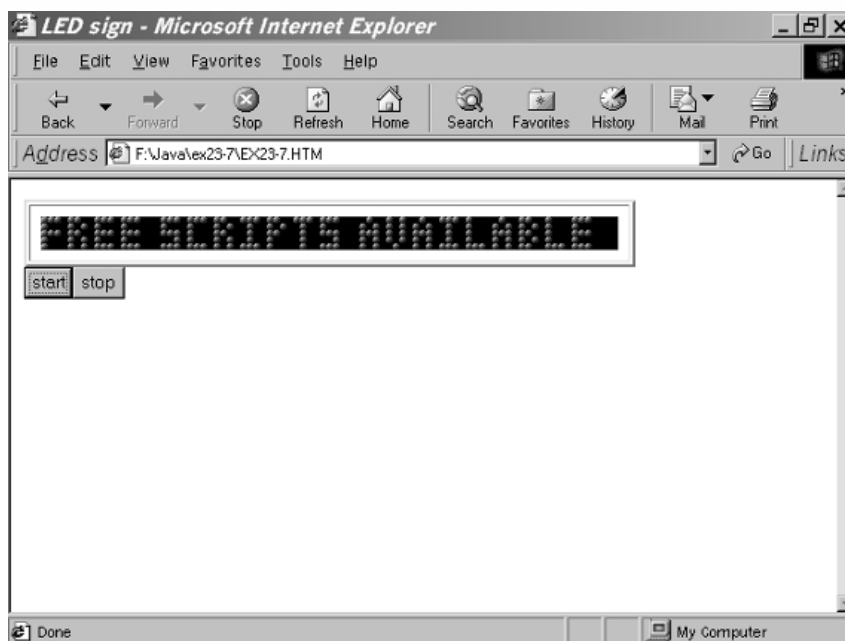 LED sign - Microsoft Internet Explorer
File Edit View Favorites Tools Help
Back Forward Stop Refresh Home Search Favorites History Mail Print »
Address F:\Java\ex23-7\EX23-7.HTM Go Links
FREE SCRIPTS AVAILABLE
start stop
Done My Computer